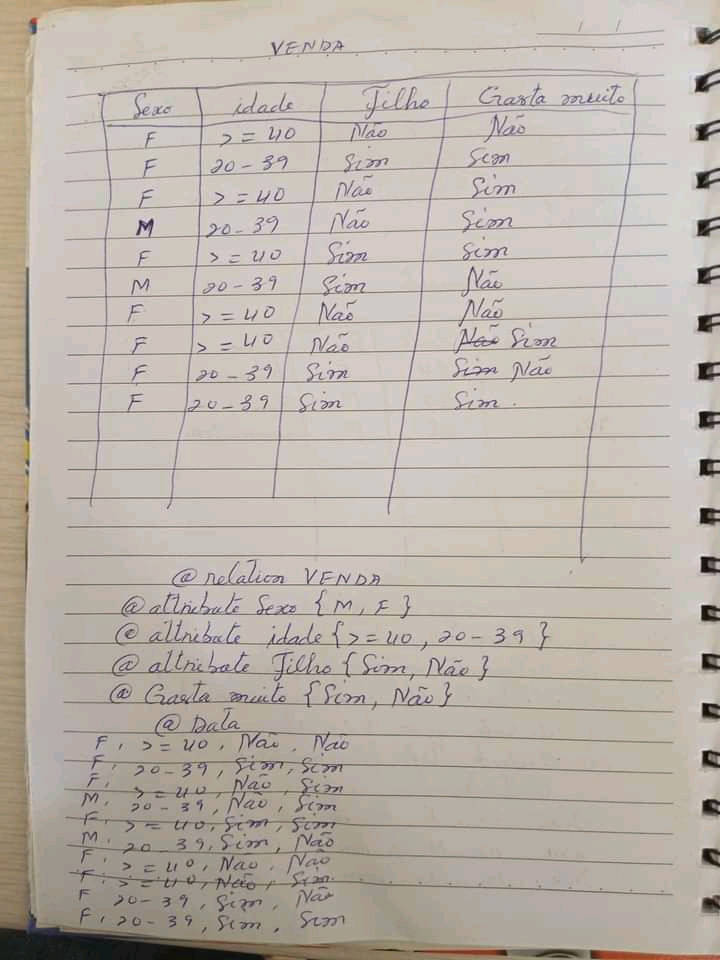 VENDA
Sexo idade Filho Gasta muito
F >= 40 Não Não
F 20-39 Sim Sim
F >= 40 Não Sim
M 20-39 Não Sim
F >= 40 Sim Sim
M 20-39 Sim Não
F >= 40 Não Não
F >= 40 Não Não Sim
F 20-39 Sim Sim Não
F 20-39 Sim Sim.
@ relation VENDA
@ attribute Sexo {M, F}
@ attribute idade {>= 40, 20-39}
@ attribute Filho {Sim, Não}
@ Gasta muito {Sim, Não}
@ Data
F, >= 40, Não, Não
F, 20-39, Sim, Sim
F, >= 40, Não, Sim
M, 20-39, Não, Sim
F, >= 40, Sim, Sim
M, 20-39, Sim, Não
F, >= 40, Não, Não
F, >= 40, Não, Sim
F 20-39, Sim, Não
F, 20-39, Sim, Sim